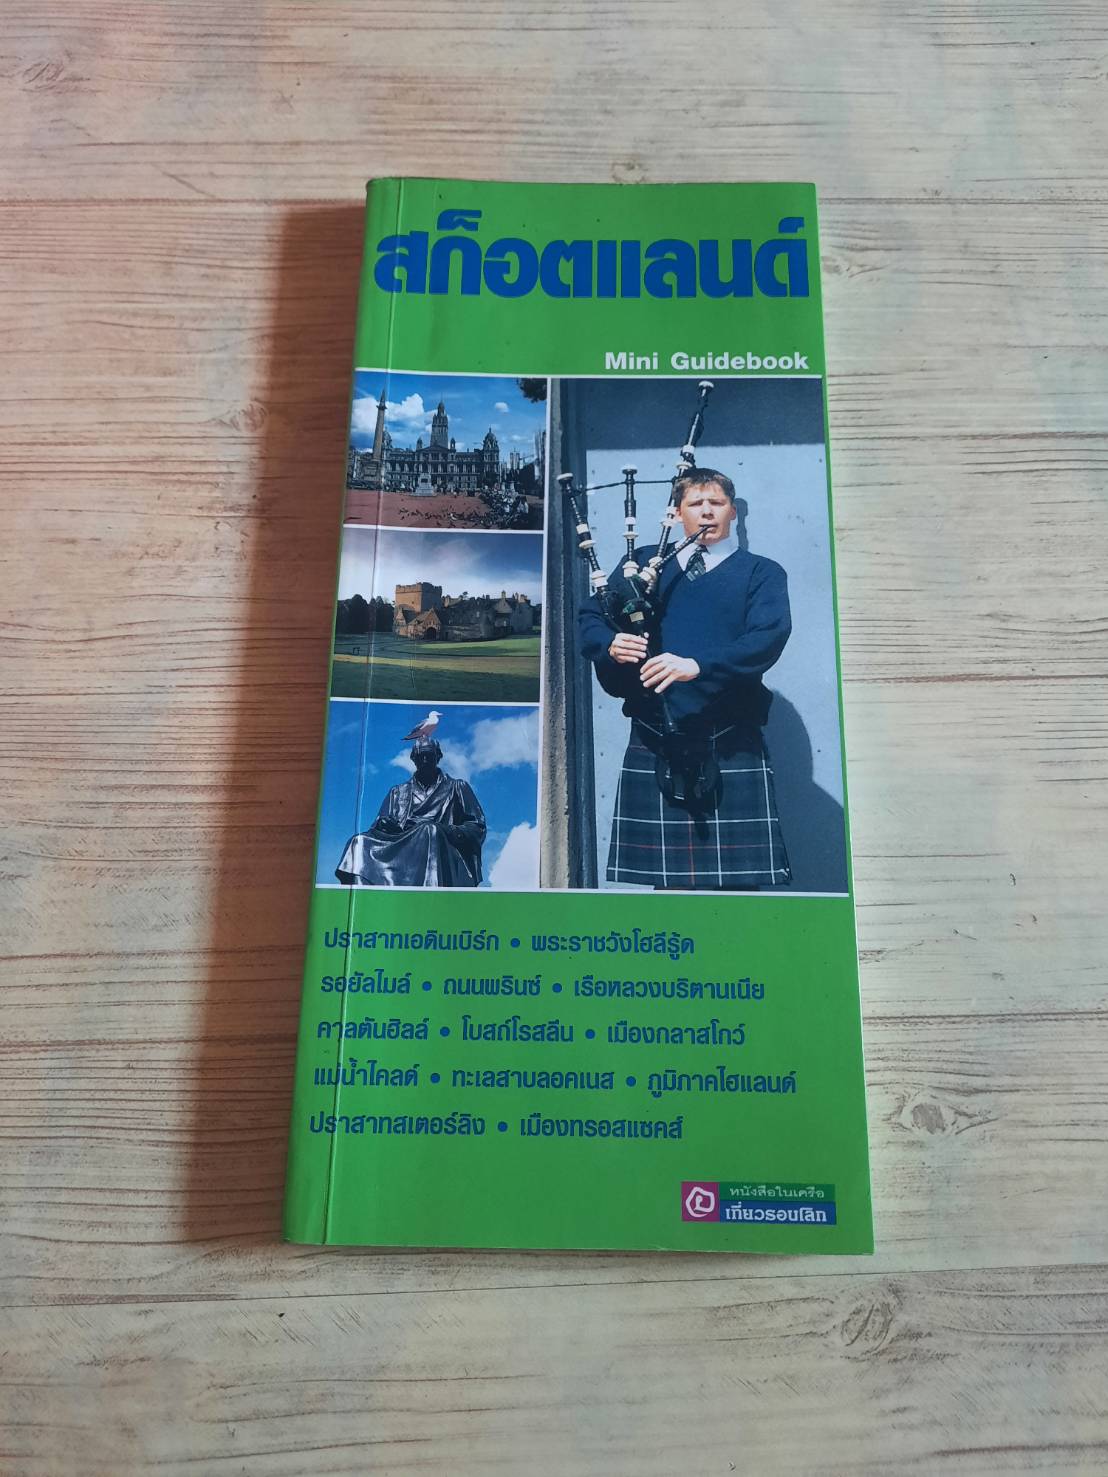 สก็อตแลนด์
Mini Guidebook
ปราสาทเอดินเบิร์ก • พระราชวังโฮลีรู้ด
รอยัลไมล์ • ถนนพรินซ์ • เรือหลวงบริตานเนีย
คาลตันฮิลล์ • โบสถ์โรสลีน • เมืองกลาสโกว์
แม่น้ำไคลด์ • ทะเลสาบลอคเนส • ภูมิภาคไฮแลนด์
ปราสาทสเตอร์ลิง • เมืองทรอสแซคส์
หนังสือในเครือ
เที่ยวรอบโลก